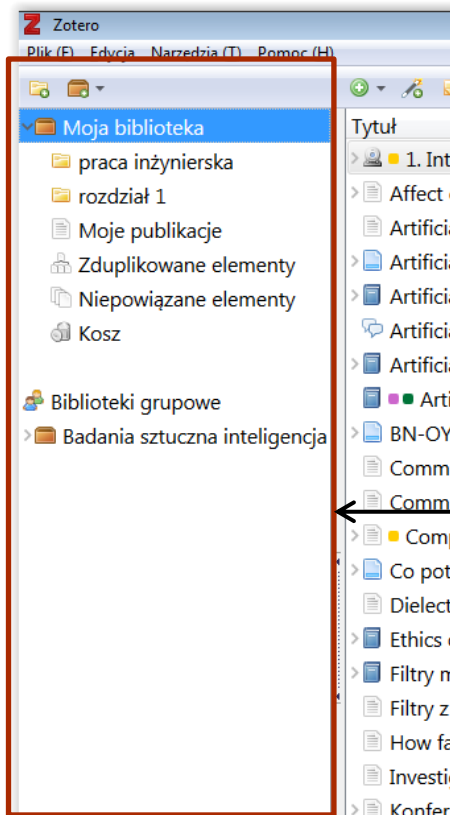 Zotero
Plik (F) Edycja Narzędzia (T) Pomoc (H)
Moja biblioteka
praca inżynierska
rozdział 1
Moje publikacje
Zduplikowane elementy
Niepowiązane elementy
Kosz
Biblioteki grupowe
Badania sztuczna inteligencja
Tytuł
1. Int
Affect
Artificia
Artificia
Artificia
Artificia
Artificia
Arti
BN-OY
Comm
Comm
Comp
Co pot
Dielect
Ethics
Filtry m
Filtry z
How fa
Investi
Konfer